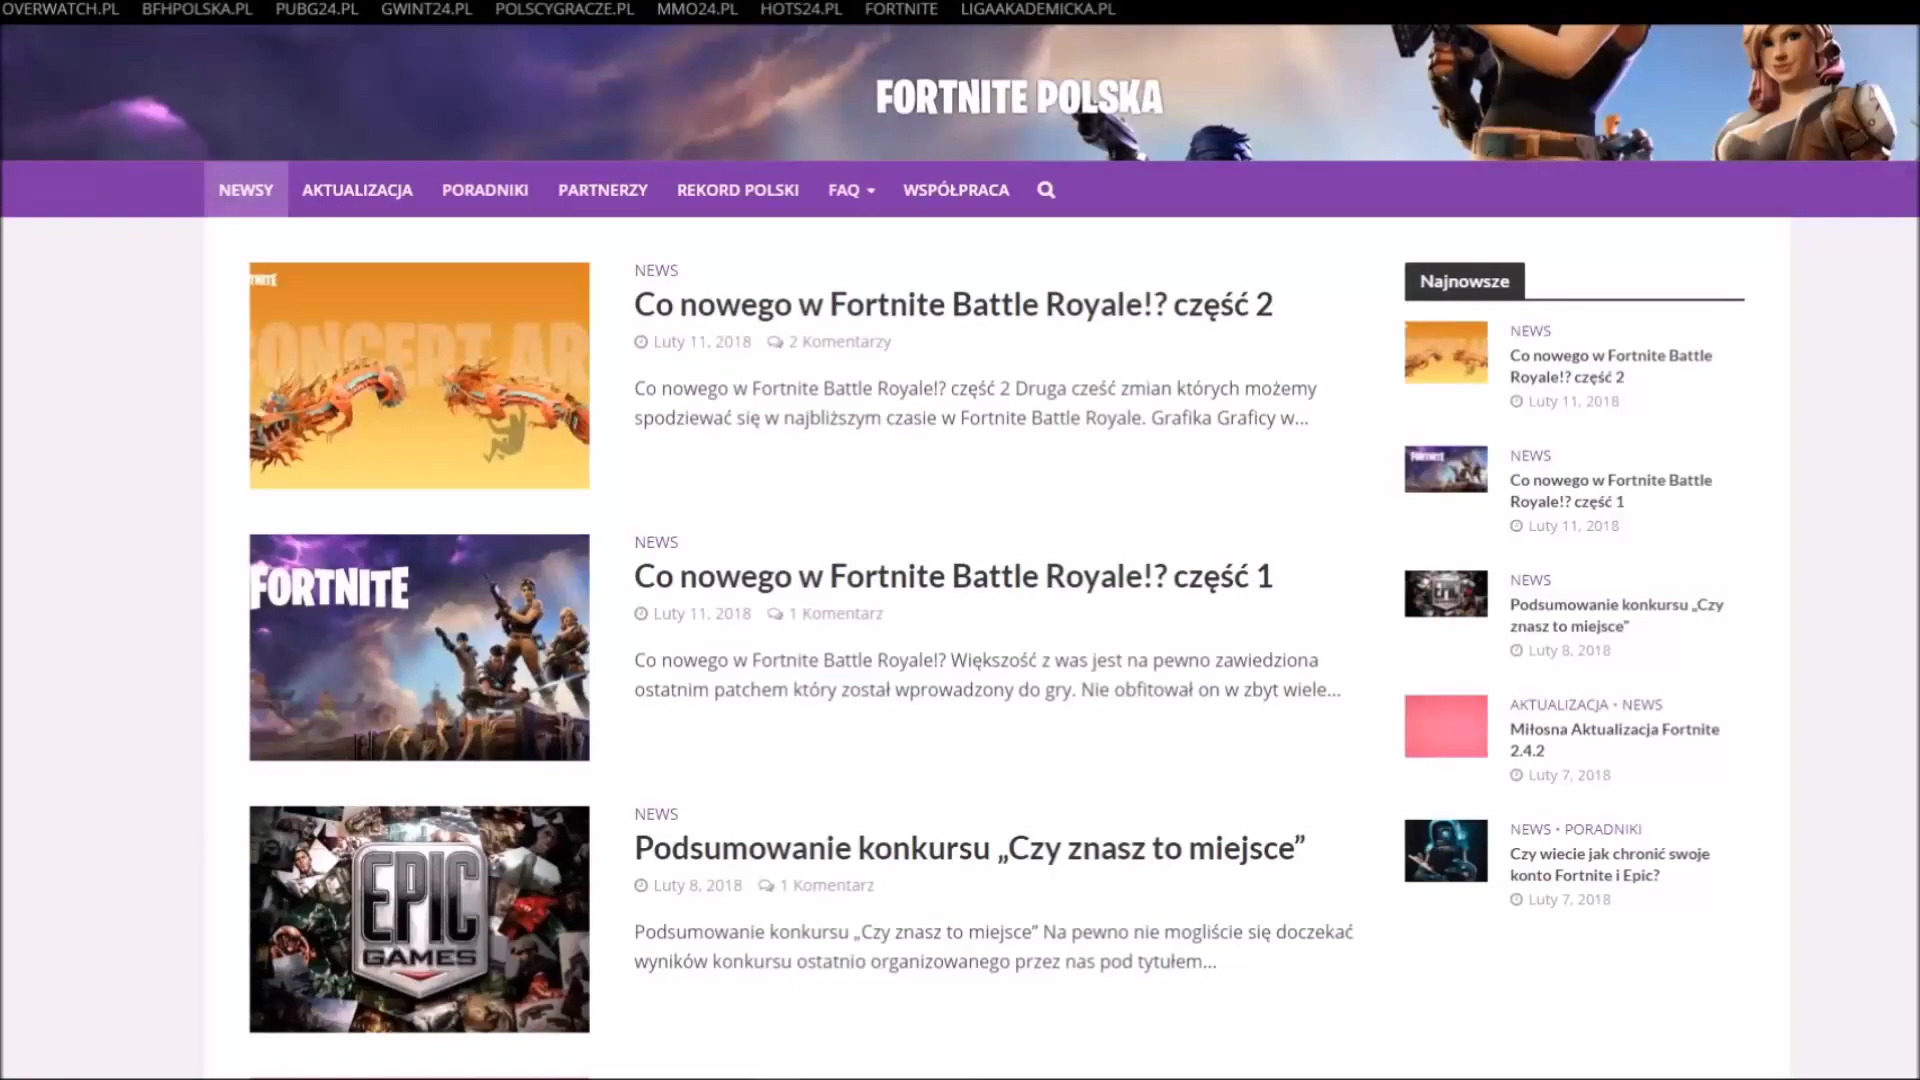 OVERWATCH.PL BFHPOLSKA.PL PUBG24.PL GWINT24.PL POLSCYGRACZE.PL MMO24.PL HOTS24.PL FORTNITE LIGAAKADEMICKA.PL
FORTNITE POLSKA
NEWSY AKTUALIZACJA PORADNIKI PARTNERZY REKORD POLSKI FAQ WSPÓŁPRACA
NEWS
Co nowego w Fortnite Battle Royale!? część 2
Luty 11, 2018 2 Komentarzy
Co nowego w Fortnite Battle Royale!? część 2 Druga cześć zmian których możemy
spodziewać się w najbliższym czasie w Fortnite Battle Royale. Grafika Graficy w...
TNITE
ONCEPT AR
NEWS
Co nowego w Fortnite Battle Royale!? część 1
Luty 11, 2018 1 Komentarz
Co nowego w Fortnite Battle Royale!? Większość z was jest na pewno zawiedziona
ostatnim patchem który został wprowadzony do gry. Nie obfitował on w zbyt wiele...
FORTNITE
NEWS
Podsumowanie konkursu „Czy znasz to miejsce”
Luty 8, 2018 1 Komentarz
Podsumowanie konkursu „Czy znasz to miejsce” Na pewno nie mogliście się doczekać
wyników konkursu ostatnio organizowanego przez nas pod tytułem...
EPIC
GAMES
Najnowsze
NEWS
Co nowego w Fortnite Battle
Royale!? część 2
Luty 11, 2018
NEWS
Co nowego w Fortnite Battle
Royale!? część 1
Luty 11, 2018
FORTNITE
NEWS
Podsumowanie konkursu „Czy
znasz to miejsce”
Luty 8, 2018
EPIC
AKTUALIZACJA • NEWS
Miłosna Aktualizacja Fortnite
2.4.2
Luty 7, 2018
NEWS • PORADNIKI
Czy wiecie jak chronić swoje
konto Fortnite i Epic?
Luty 7, 2018